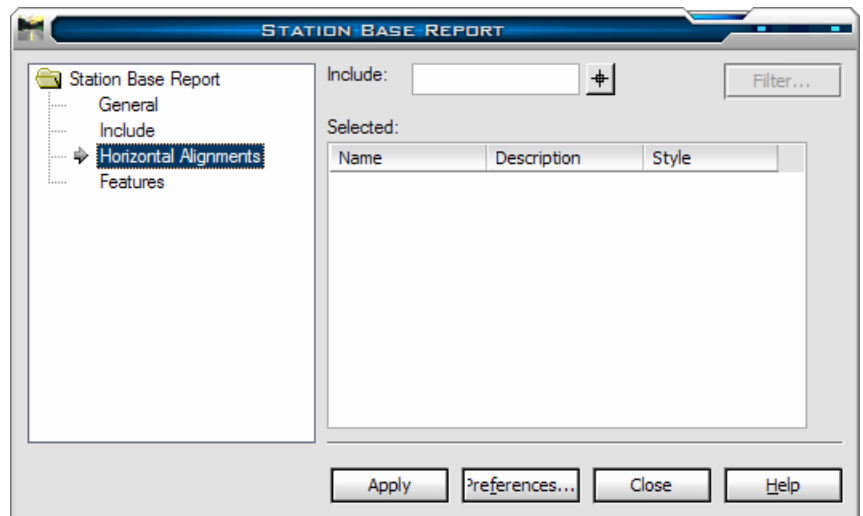 STATION BASE REPORT
Station Base Report
General
Include
Horizontal Alignments
Features
Include:
Filter...
Selected:
Name Description Style
Apply Preferences... Close Help